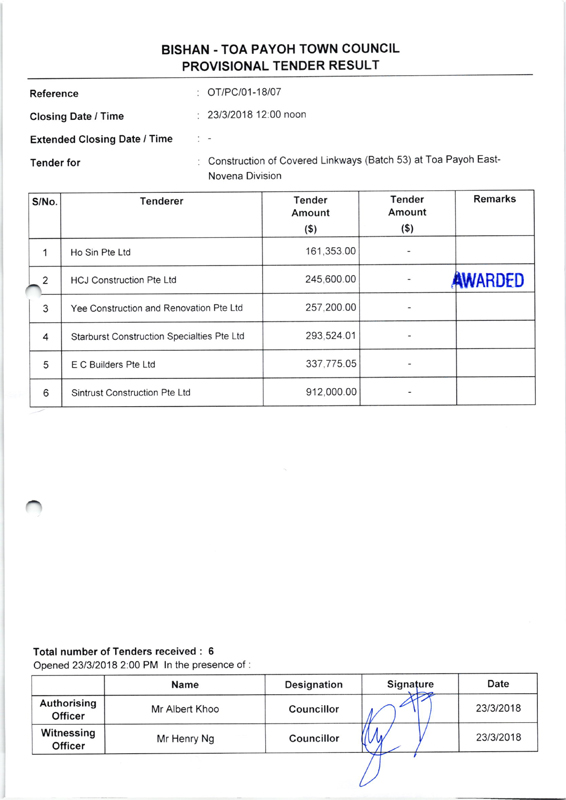 BISHAN - TOA PAYOH TOWN COUNCIL
PROVISIONAL TENDER RESULT
Reference : OT/PC/01-18/07
Closing Date / Time : 23/3/2018 12:00 noon
Extended Closing Date / Time : -
Tender for : Construction of Covered Linkways (Batch 53) at Toa Payoh East-
Novena Division
S/No. Tenderer Tender Tender Remarks
Amount Amount
($) ($)
1 Ho Sin Pte Ltd 161,353.00 -
2 HCJ Construction Pte Ltd 245,600.00 - AWARDED
3 Yee Construction and Renovation Pte Ltd 257,200.00 -
4 Starburst Construction Specialties Pte Ltd 293,524.01 -
5 E C Builders Pte Ltd 337,775.05 -
6 Sintrust Construction Pte Ltd 912,000.00 -
Total number of Tenders received : 6
Opened 23/3/2018 2:00 PM In the presence of :
Name Designation Signature Date
Authorising
Officer Mr Albert Khoo Councillor 23/3/2018
Witnessing
Officer Mr Henry Ng Councillor 23/3/2018